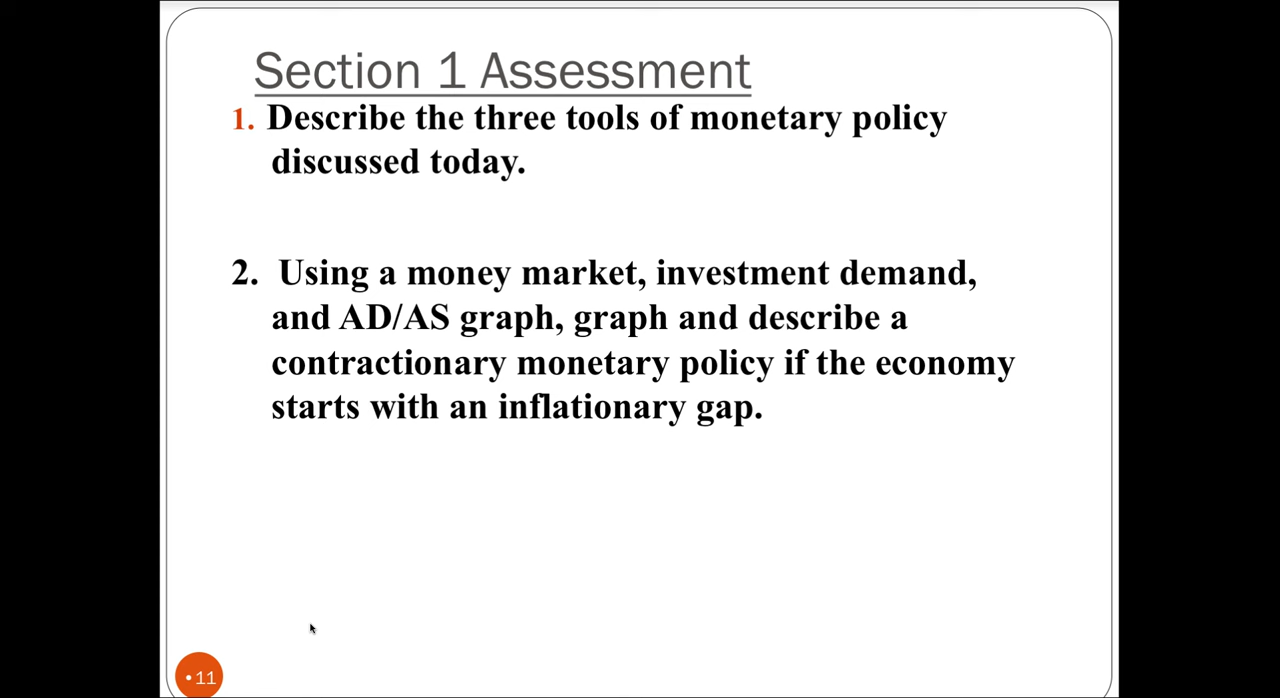 Section 1 Assessment
1. Describe the three tools of monetary policy
discussed today.
2. Using a money market, investment demand,
and AD/AS graph, graph and describe a
contractionary monetary policy if the economy
starts with an inflationary gap.
• 11